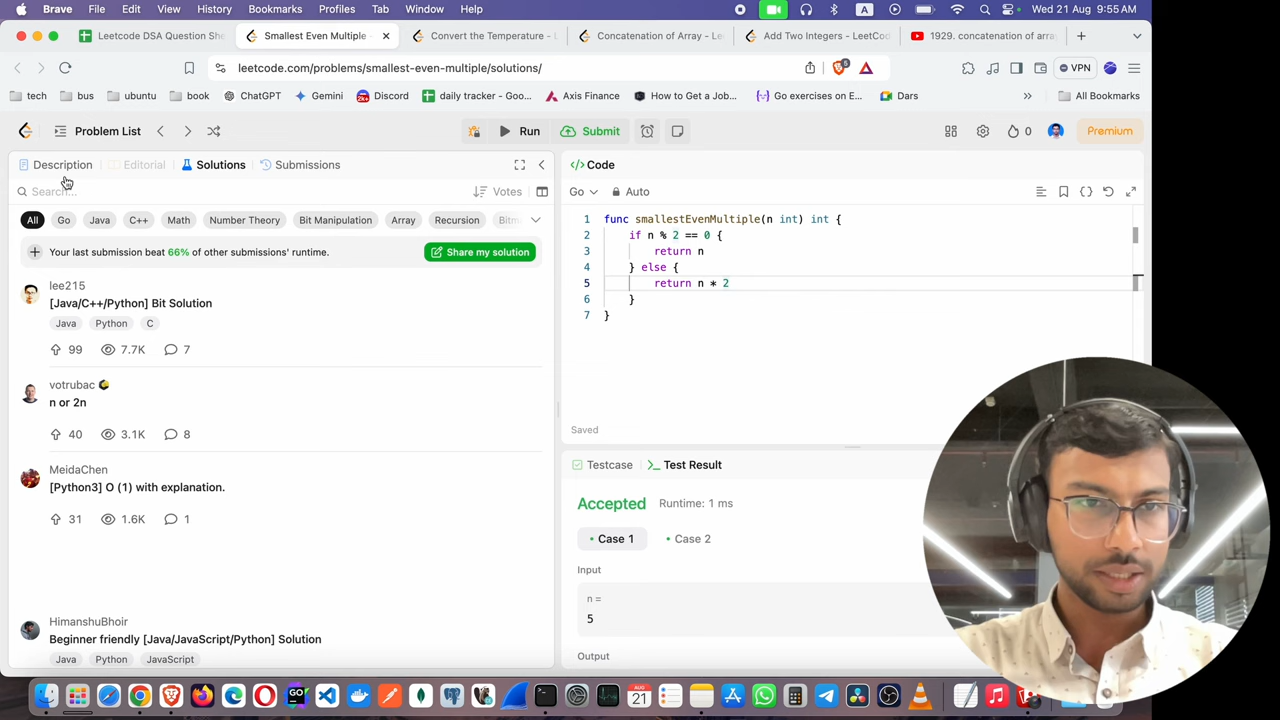 Brave File Edit View History Bookmarks Profiles Tab Window Help A Wed 21 Aug 9:55 AM
Leetcode DSA Question She Smallest Even Multiple - Convert the Temperature - L Concatenation of Array - Le Add Two Integers - LeetCod 1929. concatenation of arra
leetcode.com/problems/smallest-even-multiple/solutions/ 6 VPN
tech bus ubuntu book ChatGPT Gemini Discord daily tracker - Goo... Axis Finance How to Get a Job... Go exercises on E... Dars » All Bookmarks
Problem List Run Submit 0 Premium
Description Editorial Solutions Submissions
Search... Votes
All Go Java C++ Math Number Theory Bit Manipulation Array Recursion Bitm
Your last submission beat 66% of other submissions' runtime. Share my solution
lee215
[Java/C++/Python] Bit Solution
Java Python C
99 7.7K 7
votrubac
n or 2n
40 3.1K 8
MeidaChen
[Python3] O (1) with explanation.
31 1.6K 1
HimanshuBhoir
Beginner friendly [Java/JavaScript/Python] Solution
Java Python JavaScript
</> Code
Go Auto
1 func smallestEvenMultiple(n int) int {
2 if n % 2 == 0 {
3 return n
4 } else {
5 return n * 2
6 }
7 }
Saved
Testcase >_ Test Result
Accepted Runtime: 1 ms
• Case 1 • Case 2
Input
n =
5
Output
AUG
21